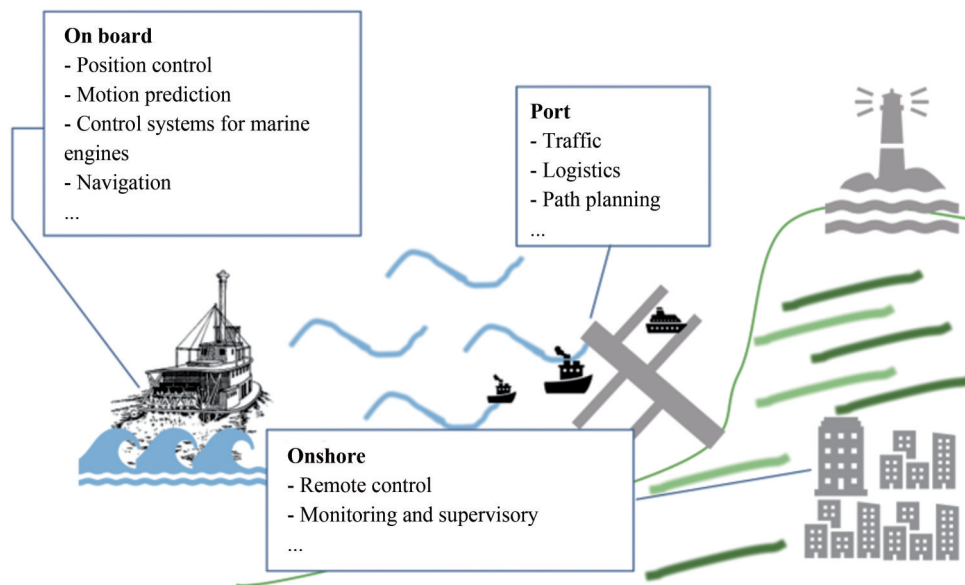 On board
- Position control
- Motion prediction
- Control systems for marine
engines
- Navigation
...
Port
- Traffic
- Logistics
- Path planning
...
Onshore
- Remote control
- Monitoring and supervisory
...